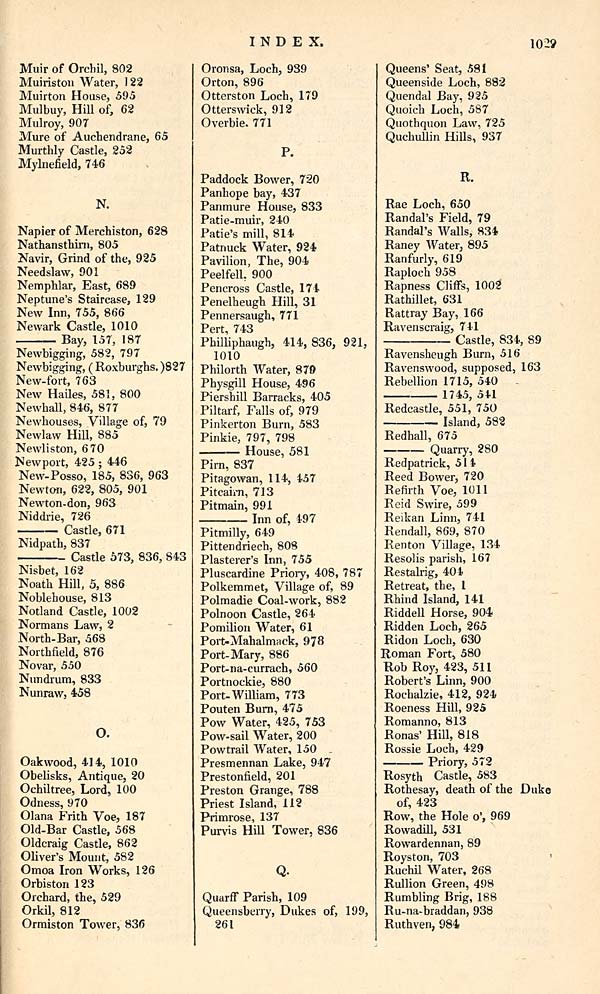 INDEX.
1029
Muir of Orchil, 802
Muiriston Water, 122
Muirton House, 595
Mulbuy, Hill of, 62
Mulroy, 907
Mure of Auchendrane, 65
Murthly Castle, 252
Mylnefield, 746
N.
Napier of Merchiston, 628
Nathansthirn, 805
Navir, Grind of the, 925
Needslaw, 901
Nemphlar, East, 689
Neptune's Staircase, 129
New Inn, 755, 866
Newark Castle, 1010
——— Bay, 157, 187
Newbigging, 582, 797
Newbigging, (Roxburghs.) 827
New-fort, 763
New Hailes, 581, 800
Newhall, 846, 877
Newhouses, Village of, 79
Newlaw Hill, 885
Newliston, 670
Newport, 425; 446
New-Posso, 185, 836, 963
Newton, 622, 805, 901
Newton-don, 963
Niddrie, 726
——— Castle, 671
Nidpath, 837
——— Castle 573, 836, 843
Nisbet, 162
Noath Hill, 5, 886
Noblehouse, 813
Notland Castle, 1002
Normans Law, 2
North-Bar, 568
Northfield, 876
Novar, 550
Nundrum, 833
Nunraw, 458
O.
Oakwood, 414, 1010
Obelisks, Antique, 20
Ochiltree, Lord, 100
Odness, 970
Olana Frith Voe, 187
Old-Bar Castle, 568
Oldcraig Castle, 862
Oliver's Mount, 582
Omoa Iron Works, 126
Orbiston 123
Orchard, the, 529
Orkil, 812
Ormiston Tower, 836
Oronsa, Loch, 939
Orton, 896
Otterston Loch, 179
Otterswick, 912
Overbie. 771
P.
Paddock Bower, 720
Panhope bay, 437
Panmure House, 833
Patie-muir, 240
Patie's mill, 814
Patnuck Water, 924
Pavilion, The, 904
Peelfell, 900
Pencross Castle, 174
Penelheugh Hill, 31
Pennersaugh, 771
Pert, 743
Philliphaugh, 414, 836, 921,
1010
Philorth Water, 879
Physgill House, 496
Piershill Barracks, 405
Piltarf, Falls of, 979
Pinkerton Burn, 583
Pinkie, 797, 798
——— House, 581
Pirn, 837
Pitagowan, 114, 457
Pitcairn, 713
Pitmain, 991
——— Inn of, 497
Pitmilly, 649
Pittendriech, 808
Plasterer's Inn, 755
Pluscardine Priory, 408, 787
Polkemmet, Village of, 89
Polmadie Coal-work, 882
Polnoon Castle, 264
Pomilion Water, 61
Port-Mahalmack, 978
Port-Mary, 886
Port-na-currach, 560
Portnockie, 880
Port-William, 773
Pouten Burn, 475
Pow Water, 425, 753
Pow-sail Water, 200
Powtrail Water, 150
Presmennan Lake, 947
Prestonfield, 201
Preston Grange, 788
Priest Island, 112
Primrose, 137
Purvis Hill Tower, 836
Q.
Quarff Parish, 109
Queensberry, Dukes of, 199,
261
Queens' Seat, 581
Queenside Loch, 882
Quendal Bay, 925
Quoich Loch, 587
Quothquon Law, 725
Quchullin Hills, 937
R.
Rae Loch, 650
Randal's Field, 79
Randal's Walls, 834
Raney Water, 895
Ranfurly, 619
Raploch 958
Rapness Cliffs, 1002
Rathillet, 631
Rattray Bay, 166
Ravenscraig, 741
——— Castle, 834, 89
Ravensheugh Burn, 516
Ravenswood, supposed, 163
Rebellion 1715, 540
——— 1745, 541
Redcastle, 551, 750
——— Island, 582
Redhall, 675
——— Quarry, 280
Redpatrick, 514
Reed Bower, 720
Refirth Voe, 1011
Reid Swire, 599
Reikan Linn, 741
Rendall, 869, 870
Renton Village, 134
Resolis parish, 167
Restalrig, 404
Retreat, the, 1
Rhind Island, 141
Riddell Horse, 904
Ridden Loch, 265
Ridon Loch, 630
Roman Fort, 580
Rob Roy, 423, 511
Robert's Linn, 900
Rochalzie, 412, 924
Roeness Hill, 925
Romanno, 813
Ronas' Hill, 818
Rossie Loch, 429
——— Priory, 572
Rosyth Castle, 583
Rothesay, death of the Duke
of, 423
Row, the Hole o', 969
Rowadill, 531
Rowardennan, 89
Royston, 703
Ruchil Water, 268
Rullion Green, 498
Rumbling Brig, 188
Ru-na-braddan, 938
Ruthven, 984